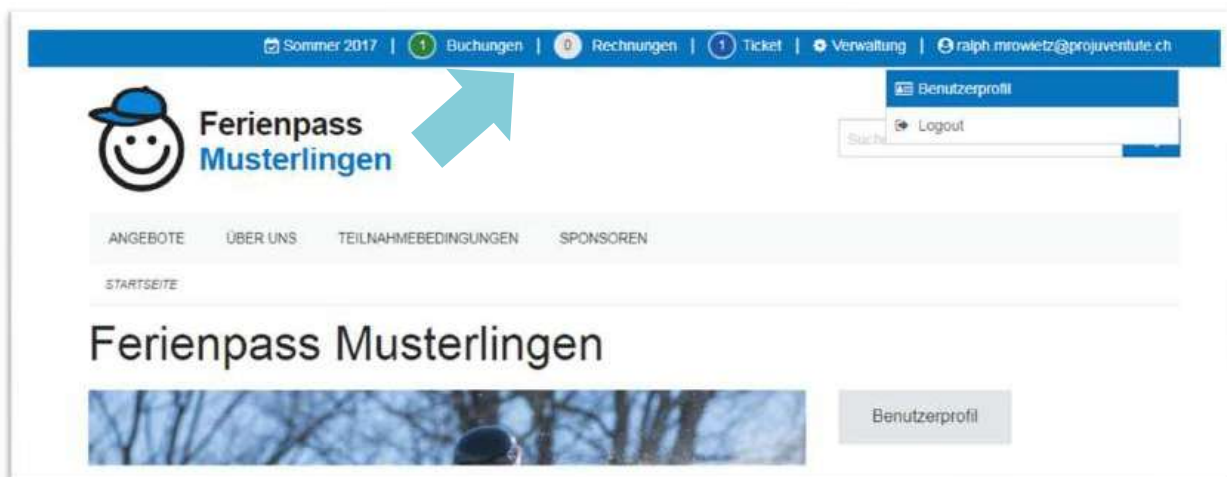 Sommer 2017 | 1 Buchungen | 0 Rechnungen | 1 Ticket | Verwaltung | ralph.mrowietz@projuventute.ch
Benutzerprofil
Logout
Suche
Ferienpass
Musterlingen
ANGEBOTE ÜBER UNS TEILNAHMEBEDINGUNGEN SPONSOREN
STARTSEITE
Ferienpass Musterlingen
Benutzerprofil